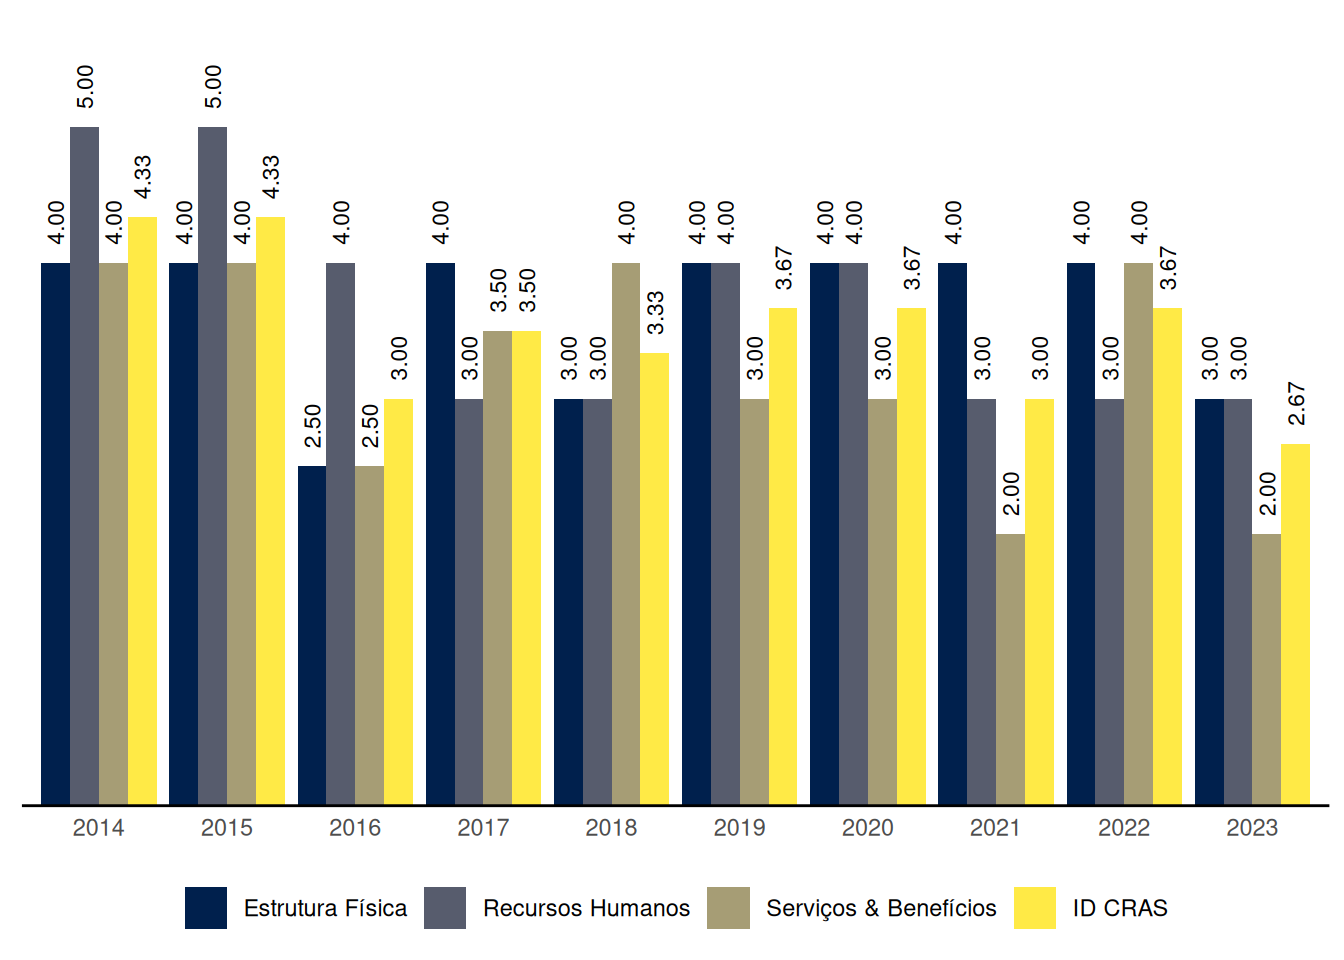 4.00 5.00 4.00 4.33 4.00 5.00 4.00 4.33 2.50 4.00 2.50 3.00 4.00 3.00 3.50 3.50 3.00 3.00 4.00 3.33 4.00 4.00 3.00 3.67 4.00 4.00 3.00 3.67 4.00 3.00 2.00 3.00 4.00 3.00 4.00 3.67 3.00 3.00 2.00 2.67
2014 2015 2016 2017 2018 2019 2020 2021 2022 2023
Estrutura Física Recursos Humanos Serviços & Benefícios ID CRAS